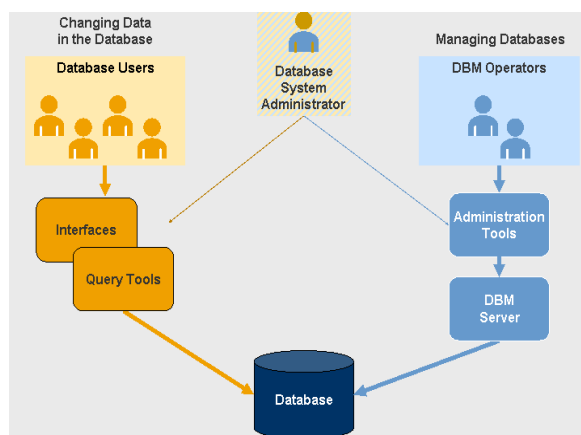 Changing Data
in the Database
Database Users
Database
System
Administrator
Managing Databases
DBM Operators
Interfaces
Query Tools
Administration
Tools
DBM
Server
Database